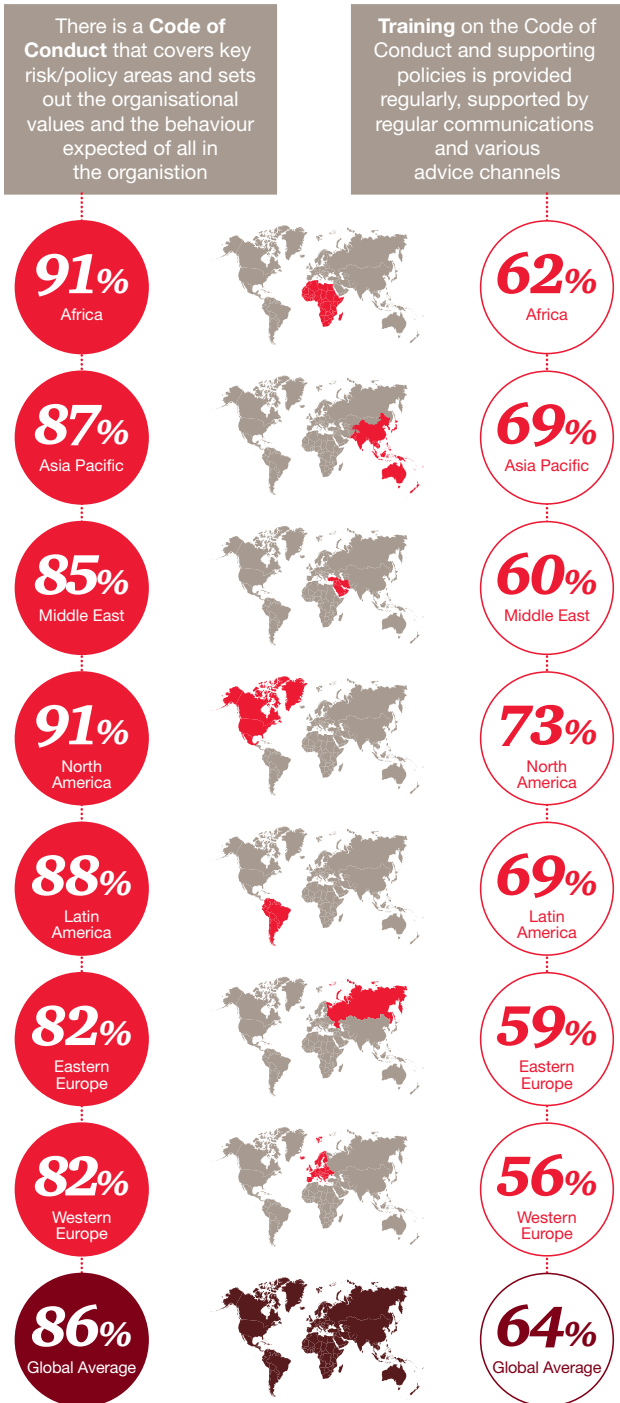 There is a Code of
Conduct that covers key
risk/policy areas and sets
out the organisational
values and the behaviour
expected of all in
the organistion
Training on the Code of
Conduct and supporting
policies is provided
regularly, supported by
regular communications
and various
advice channels
91%
Africa
62%
Africa
87%
Asia Pacific
69%
Asia Pacific
85%
Middle East
60%
Middle East
91%
North
America
73%
North
America
88%
Latin
America
69%
Latin
America
82%
Eastern
Europe
59%
Eastern
Europe
82%
Western
Europe
56%
Western
Europe
86%
Global Average
64%
Global Average